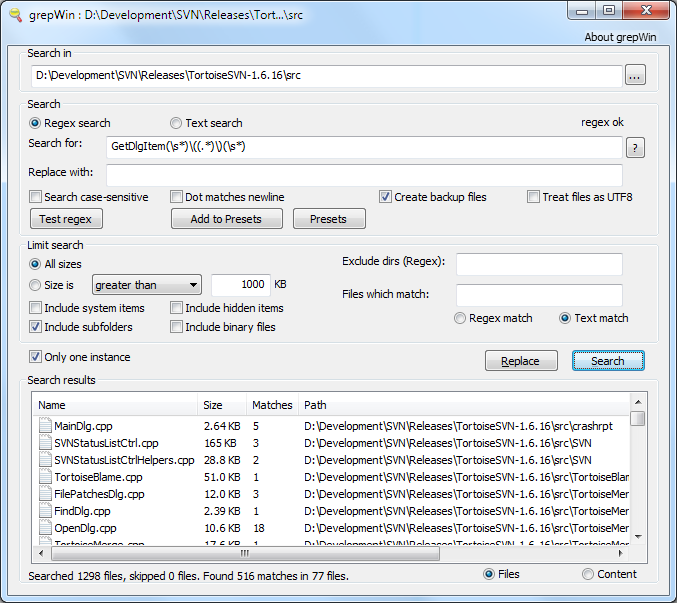 grepWin : D:\Development\SVN\Releases\Tort...\src
About grepWin
Search in
D:\Development\SVN\Releases\TortoiseSVN-1.6.16\src
...
Search
Regex search
Text search
regex ok
Search for:
GetDlgItem(\s*)\((.*)\)(\s*)
?
Replace with:
Search case-sensitive
Dot matches newline
Create backup files
Treat files as UTF8
Test regex
Add to Presets
Presets
Limit search
All sizes
Exclude dirs (Regex):
Size is
greater than
1000 KB
Files which match:
Include system items
Include hidden items
Regex match
Text match
Include subfolders
Include binary files
Only one instance
Replace
Search
Search results
Name Size Matches Path
MainDlg.cpp 2.64 KB 5 D:\Development\SVN\Releases\TortoiseSVN-1.6.16\src\crashrpt
SVNStatusListCtrl.cpp 165 KB 3 D:\Development\SVN\Releases\TortoiseSVN-1.6.16\src\SVN
SVNStatusListCtrlHelpers.cpp 28.8 KB 2 D:\Development\SVN\Releases\TortoiseSVN-1.6.16\src\SVN
TortoiseBlame.cpp 51.0 KB 1 D:\Development\SVN\Releases\TortoiseSVN-1.6.16\src\TortoiseBlam
FilePatchesDlg.cpp 12.0 KB 3 D:\Development\SVN\Releases\TortoiseSVN-1.6.16\src\TortoiseMer
FindDlg.cpp 2.39 KB 1 D:\Development\SVN\Releases\TortoiseSVN-1.6.16\src\TortoiseMer
OpenDlg.cpp 10.6 KB 18 D:\Development\SVN\Releases\TortoiseSVN-1.6.16\src\TortoiseMer
TortoiseMerge.cpp 17.6 KB 1 D:\Development\SVN\Releases\TortoiseSVN-1.6.16\src\TortoiseMer
Searched 1298 files, skipped 0 files. Found 516 matches in 77 files.
Files
Content